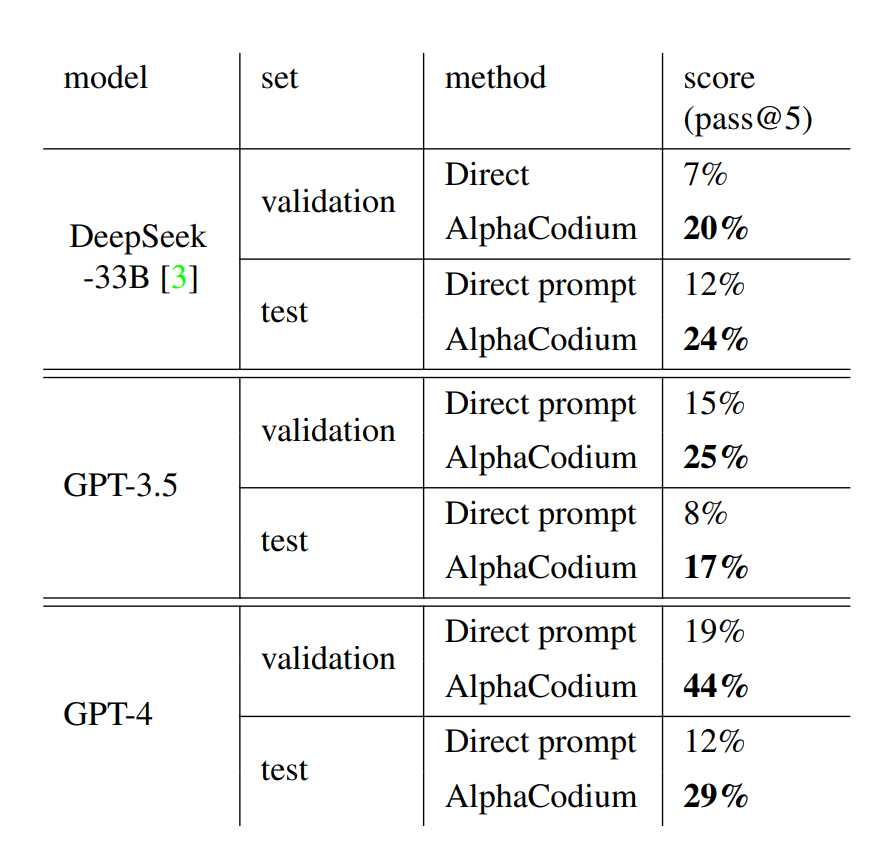 model set method score
(pass@5)
DeepSeek
-33B [3]
validation
Direct 7%
AlphaCodium 20%
test
Direct prompt 12%
AlphaCodium 24%
GPT-3.5
validation
Direct prompt 15%
AlphaCodium 25%
test
Direct prompt 8%
AlphaCodium 17%
GPT-4
validation
Direct prompt 19%
AlphaCodium 44%
test
Direct prompt 12%
AlphaCodium 29%